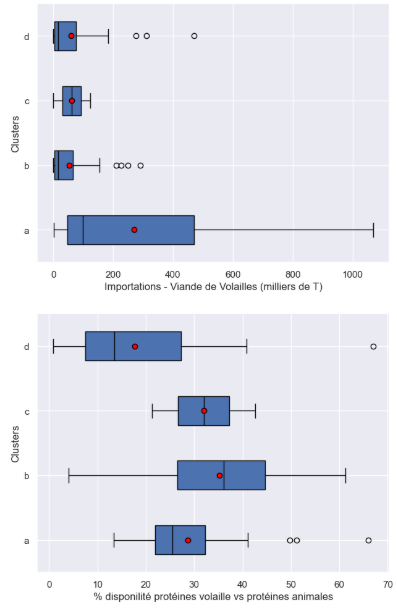 d
c
b
a
Clusters
0 200 400 600 800 1000
Importations - Viande de Volailles (milliers de T)
d
c
b
a
Clusters
0 10 20 30 40 50 60 70
% disponilité protéines volaille vs protéines animales